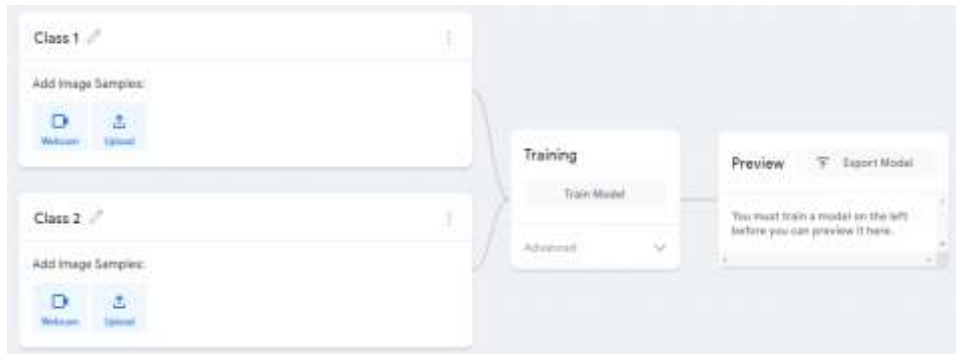 Class 1
Add Image Samples:
Webcam
Upload
Class 2
Add Image Samples:
Webcam
Upload
Training
Train Model
Advanced
Preview
Export Model
You must train a model on the left
before you can preview it here.